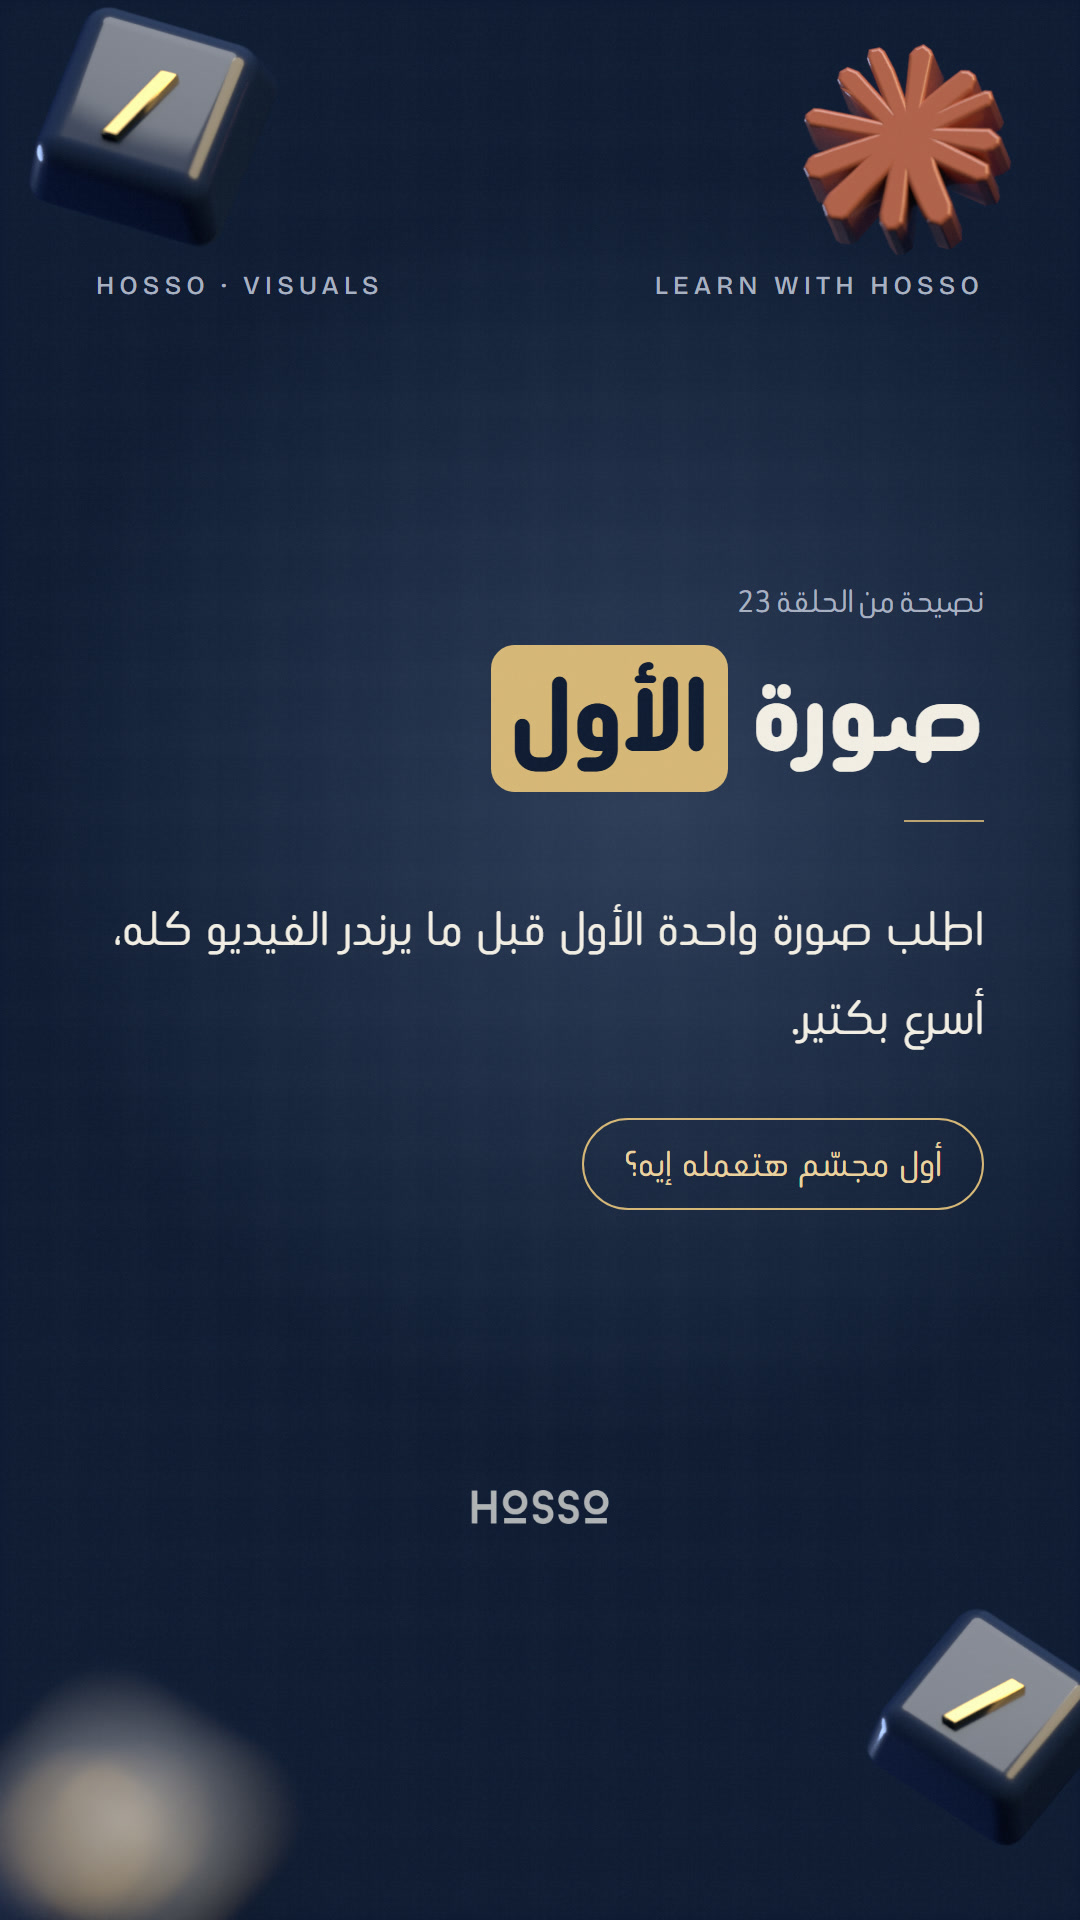 HOSSO · VISUALS
LEARN WITH HOSSO
نصيحة من الحلقة 23
صورة الأول
اطلب صورة واحدة الأول قبل ما يرندر الفيديو كله،
أسرع بكتير.
أول مجسّم هتعمله إيه؟
HOSSO